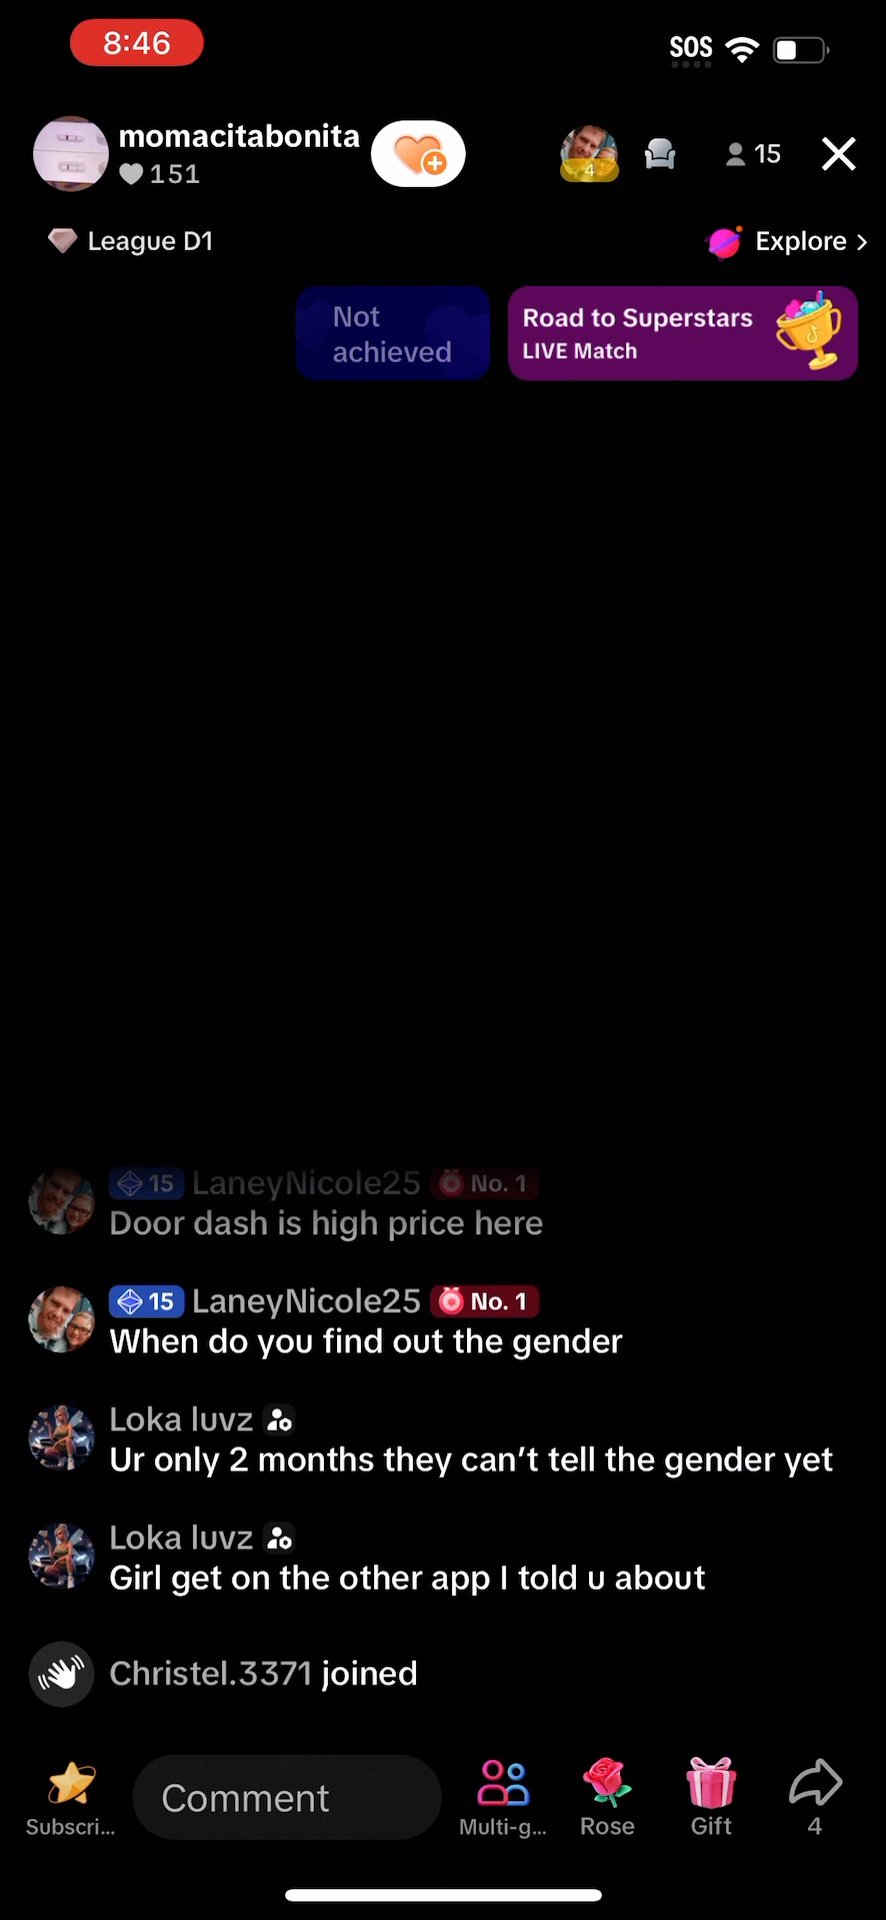 8:46
SOS
momacitabonita
151
4
15
League D1
Explore >
Not
achieved
Road to Superstars
LIVE Match
15 LaneyNicole25 No. 1
Door dash is high price here
15 LaneyNicole25 No. 1
When do you find out the gender
Loka luvz
Ur only 2 months they can’t tell the gender yet
Loka luvz
Girl get on the other app I told u about
Christel.3371 joined
Subscri...
Comment
Multi-g...
Rose
Gift
4